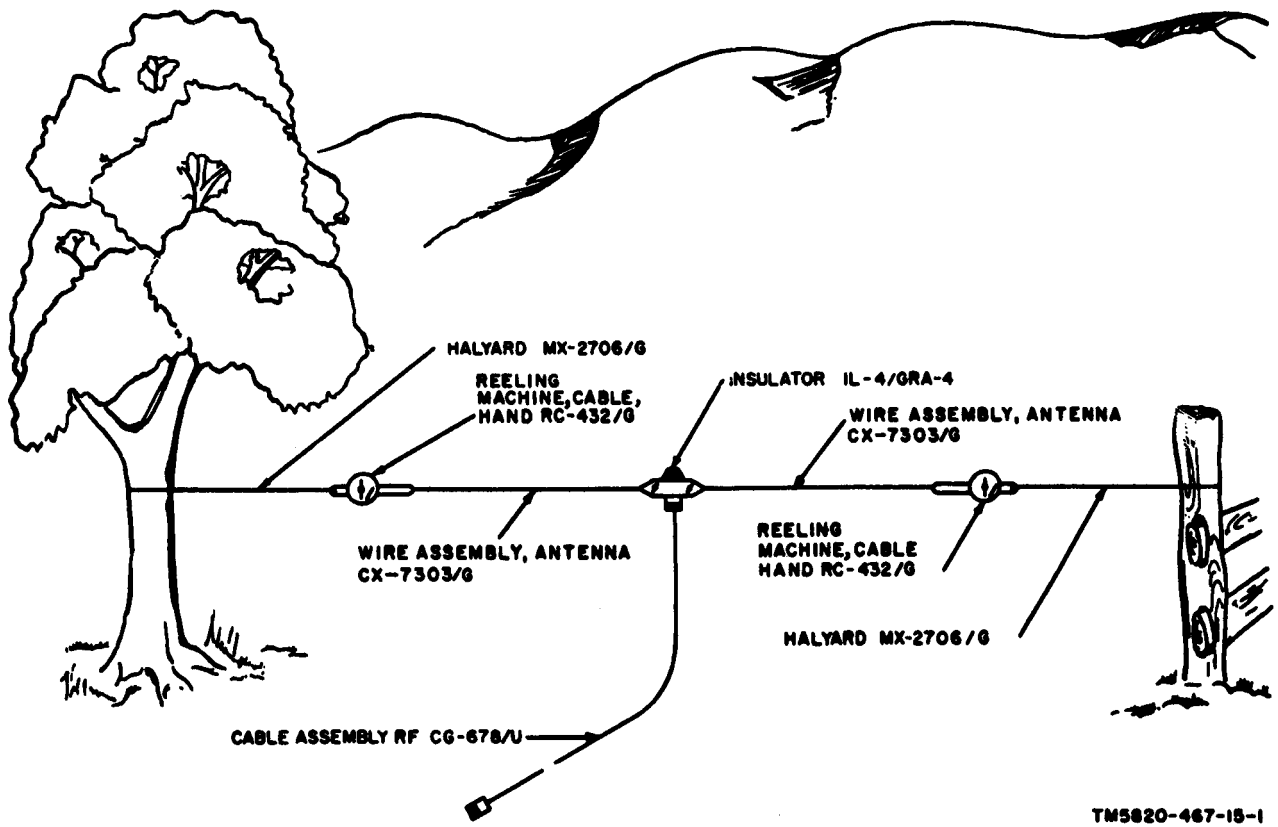 HALYARD MX-2706/G
REELING
MACHINE, CABLE,
HAND RC-432/G
INSULATOR IL-4/GRA-4
WIRE ASSEMBLY, ANTENNA
CX-7303/G
WIRE ASSEMBLY, ANTENNA
CX-7303/G
REELING
MACHINE, CABLE
HAND RC-432/G
HALYARD MX-2706/G
CABLE ASSEMBLY RF CG-678/U
TM5820-467-15-1